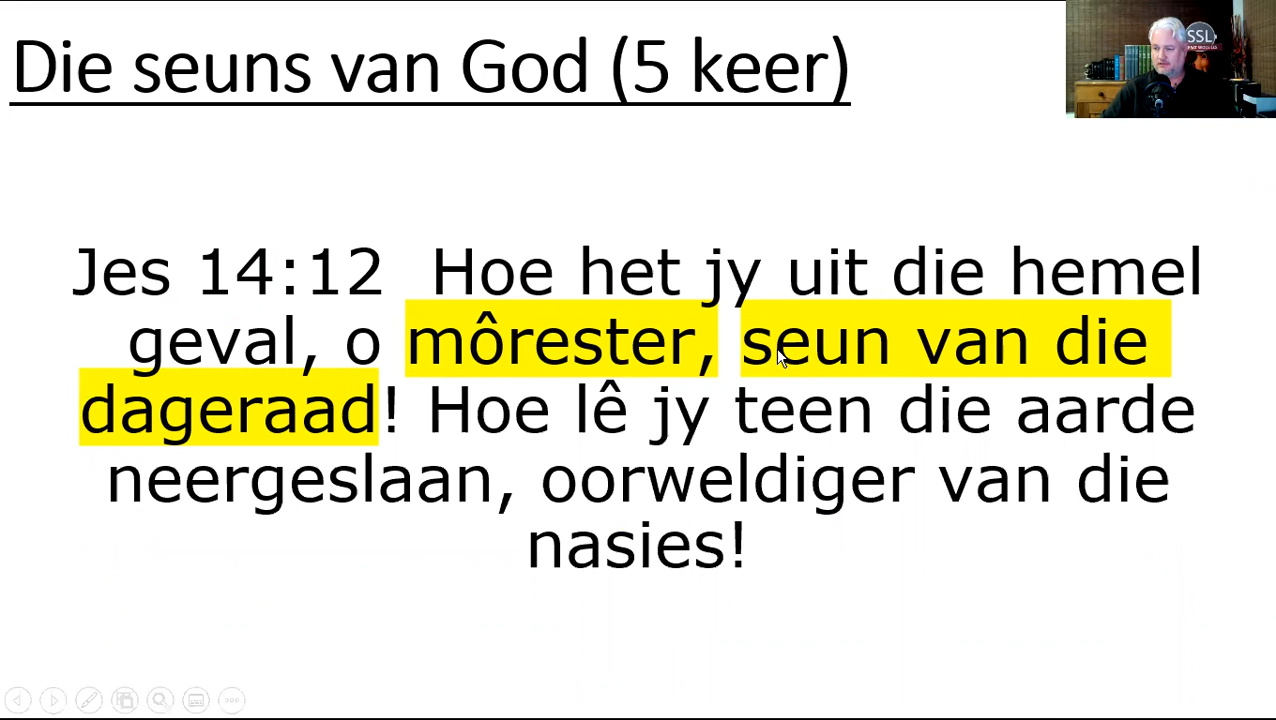 Die seuns van God (5 keer)
SSL
Jes 14:12 Hoe het jy uit die hemel
geval, o môrester, seun van die
dageraad! Hoe lê jy teen die aarde
neergeslaan, oorweldiger van die
nasies!